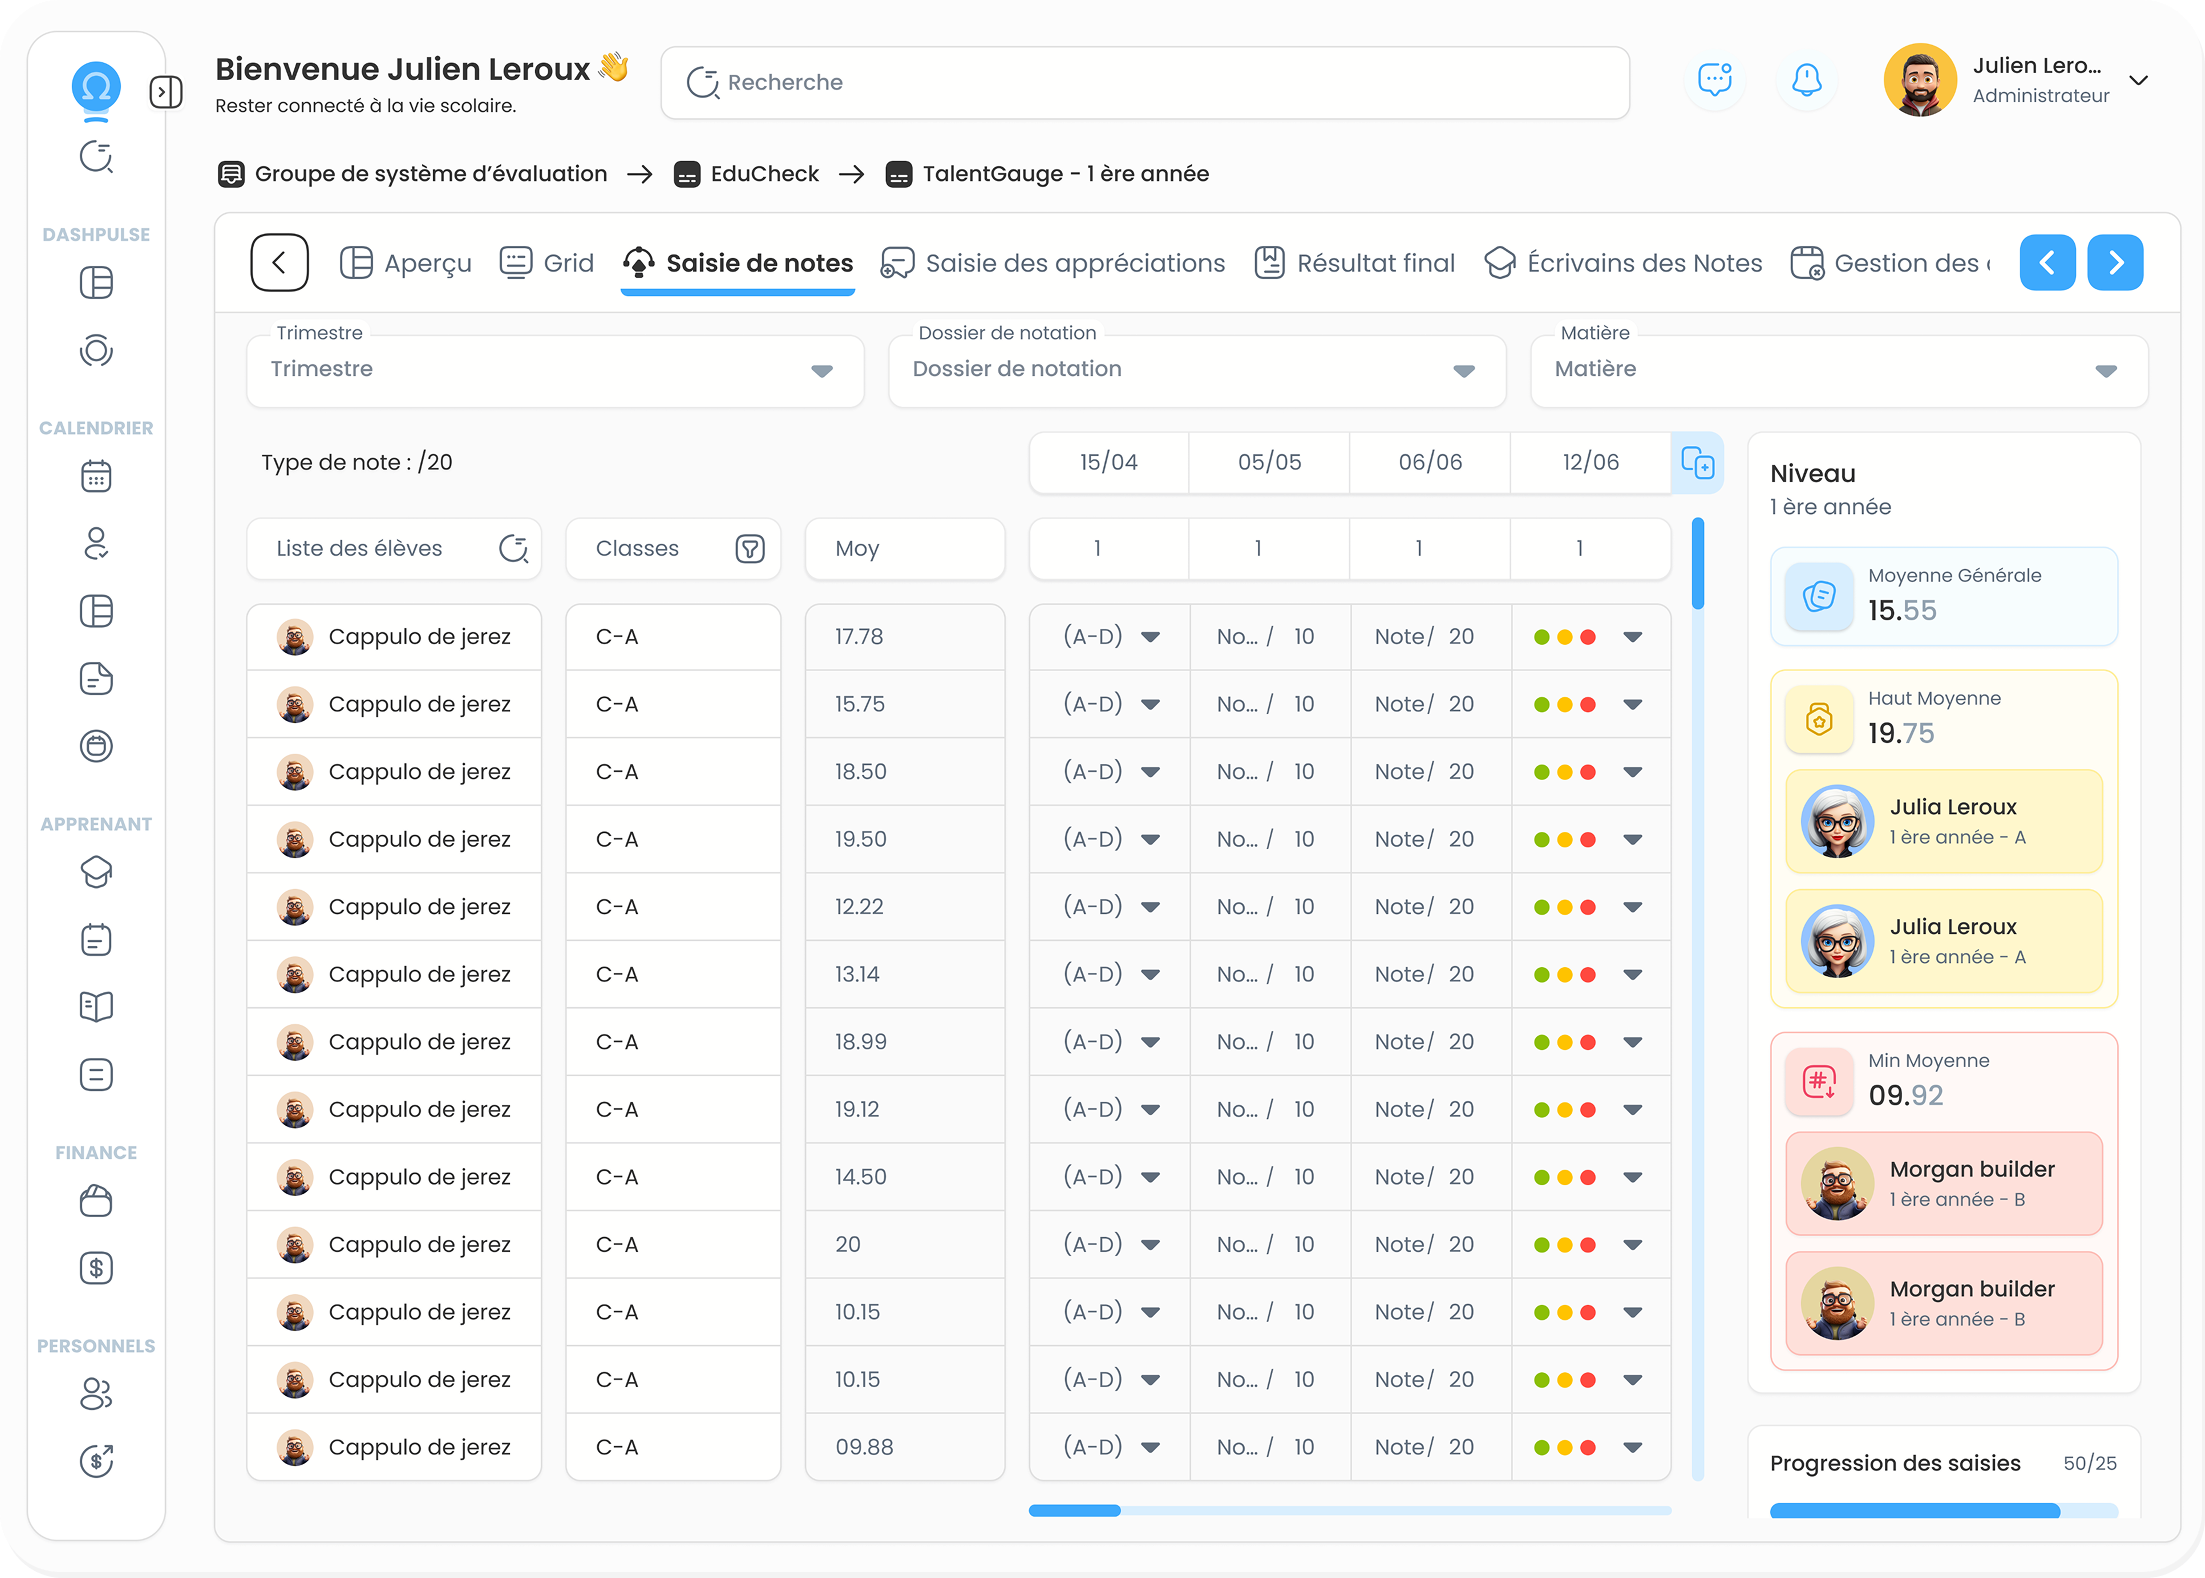 Bienvenue Julien Leroux 👋
Rester connecté à la vie scolaire.
Recherche
Julien Lero...
Administrateur
Groupe de système d’évaluation → EduCheck → TalentGauge - 1 ère année
DASHPULSE
CALENDRIER
APPRENANT
FINANCE
PERSONNELS
Aperçu Grid Saisie de notes Saisie des appréciations Résultat final Écrivains des Notes Gestion des
Trimestre Dossier de notation Matière
Trimestre Dossier de notation Matière
Type de note : /20 15/04 05/05 06/06 12/06
Liste des élèves Classes Moy 1 1 1 1
Cappulo de jerez C-A 17.78 (A-D) No... / 10 Note/ 20
Cappulo de jerez C-A 15.75 (A-D) No... / 10 Note/ 20
Cappulo de jerez C-A 18.50 (A-D) No... / 10 Note/ 20
Cappulo de jerez C-A 19.50 (A-D) No... / 10 Note/ 20
Cappulo de jerez C-A 12.22 (A-D) No... / 10 Note/ 20
Cappulo de jerez C-A 13.14 (A-D) No... / 10 Note/ 20
Cappulo de jerez C-A 18.99 (A-D) No... / 10 Note/ 20
Cappulo de jerez C-A 19.12 (A-D) No... / 10 Note/ 20
Cappulo de jerez C-A 14.50 (A-D) No... / 10 Note/ 20
Cappulo de jerez C-A 20 (A-D) No... / 10 Note/ 20
Cappulo de jerez C-A 10.15 (A-D) No... / 10 Note/ 20
Cappulo de jerez C-A 10.15 (A-D) No... / 10 Note/ 20
Cappulo de jerez C-A 09.88 (A-D) No... / 10 Note/ 20
Niveau
1 ère année
Moyenne Générale
15.55
Haut Moyenne
19.75
Julia Leroux
1 ère année - A
Julia Leroux
1 ère année - A
Min Moyenne
09.92
Morgan builder
1 ère année - B
Morgan builder
1 ère année - B
Progression des saisies 50/25